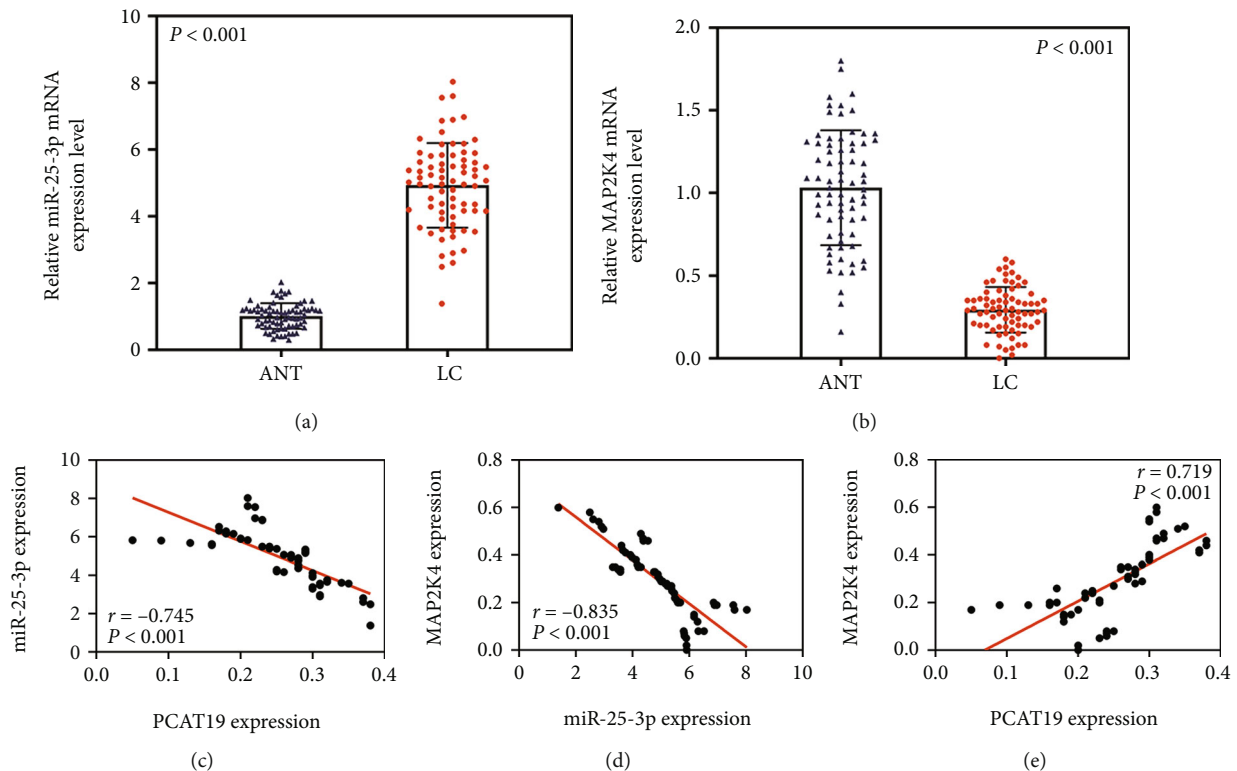 10
8
6
4
2
0
Relative miR-25-3p mRNA
expression level
P < 0.001
ANT
LC
(a)
2.0
1.5
1.0
0.5
0.0
Relative MAP2K4 mRNA
expression level
P < 0.001
ANT
LC
(b)
10
8
6
4
2
0
miR-25-3p expression
r = −0.745
P < 0.001
0.0 0.1 0.2 0.3 0.4
PCAT19 expression
(c)
0.8
0.6
0.4
0.2
0.0
MAP2K4 expression
r = −0.835
P < 0.001
0 2 4 6 8 10
miR-25-3p expression
(d)
0.8
0.6
0.4
0.2
0.0
MAP2K4 expression
r = 0.719
P < 0.001
0.0 0.1 0.2 0.3 0.4
PCAT19 expression
(e)